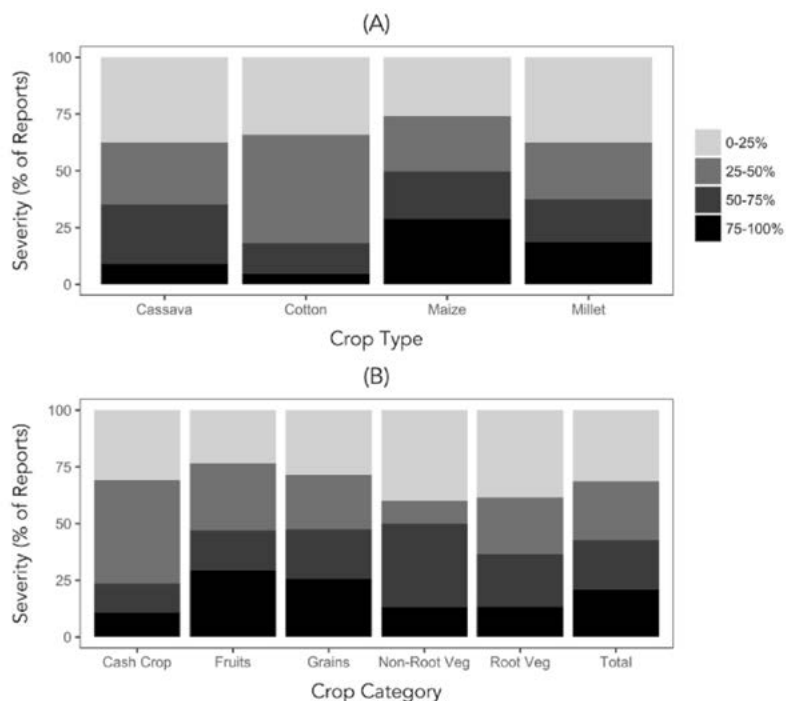 (A)
Severity (% of Reports)
100
75
50
25
0
Cassava Cotton Maize Millet
Crop Type
0-25%
25-50%
50-75%
75-100%
(B)
Severity (% of Reports)
100
75
50
25
0
Cash Crop Fruits Grains Non-Root Veg Root Veg Total
Crop Category